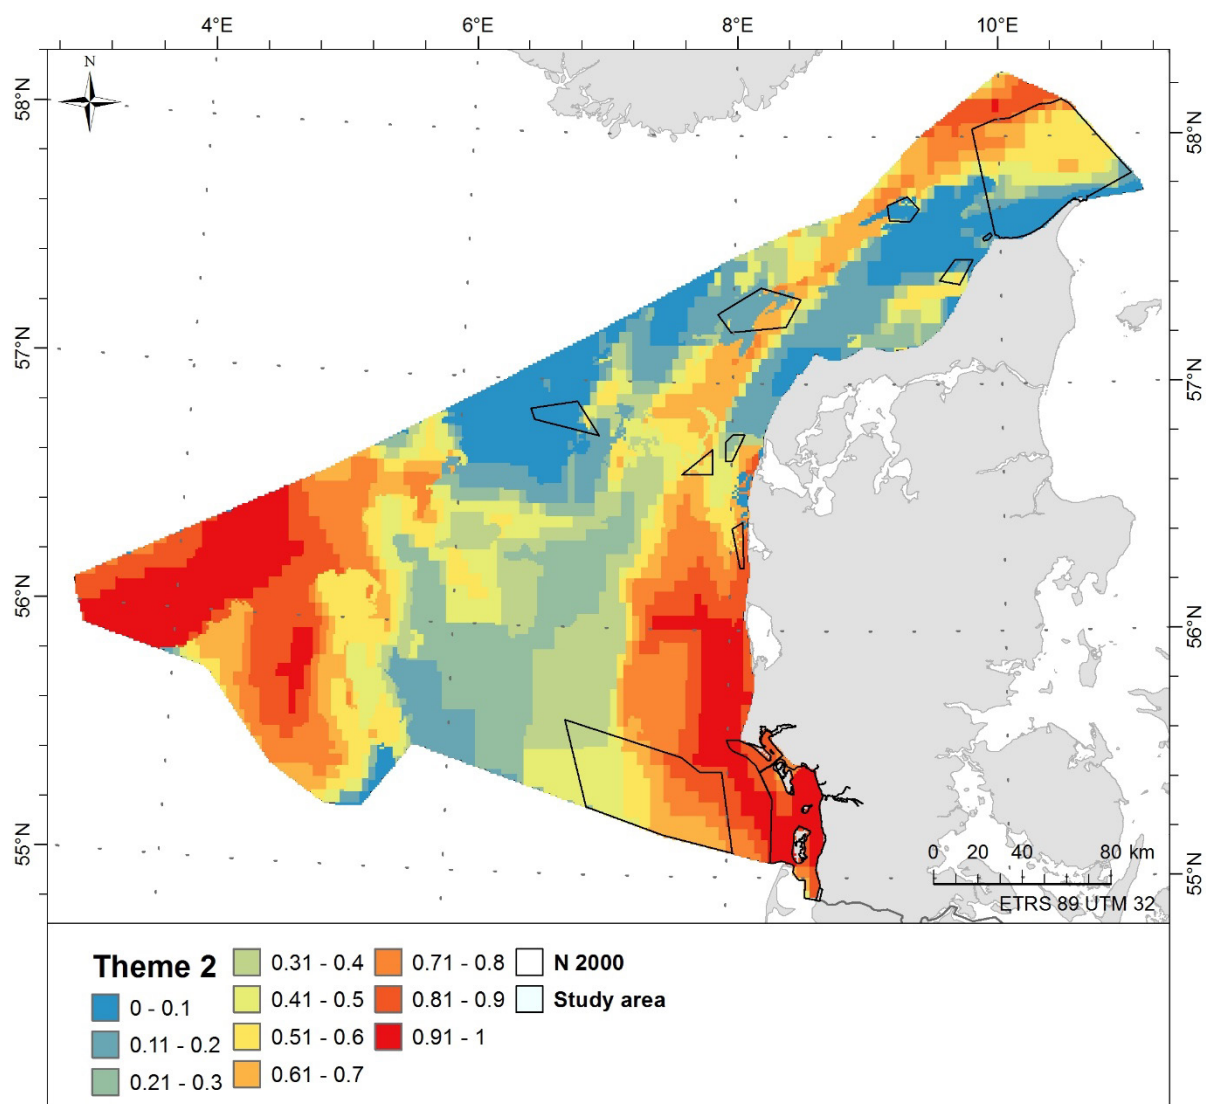 4°E 6°E 8°E 10°E
N
58°N 58°N
57°N 57°N
56°N 56°N
55°N 55°N
0 20 40 80 km
ETRS 89 UTM 32
Theme 2
0 - 0.1
0.11 - 0.2
0.21 - 0.3
0.31 - 0.4
0.41 - 0.5
0.51 - 0.6
0.61 - 0.7
0.71 - 0.8
0.81 - 0.9
0.91 - 1
N 2000
Study area